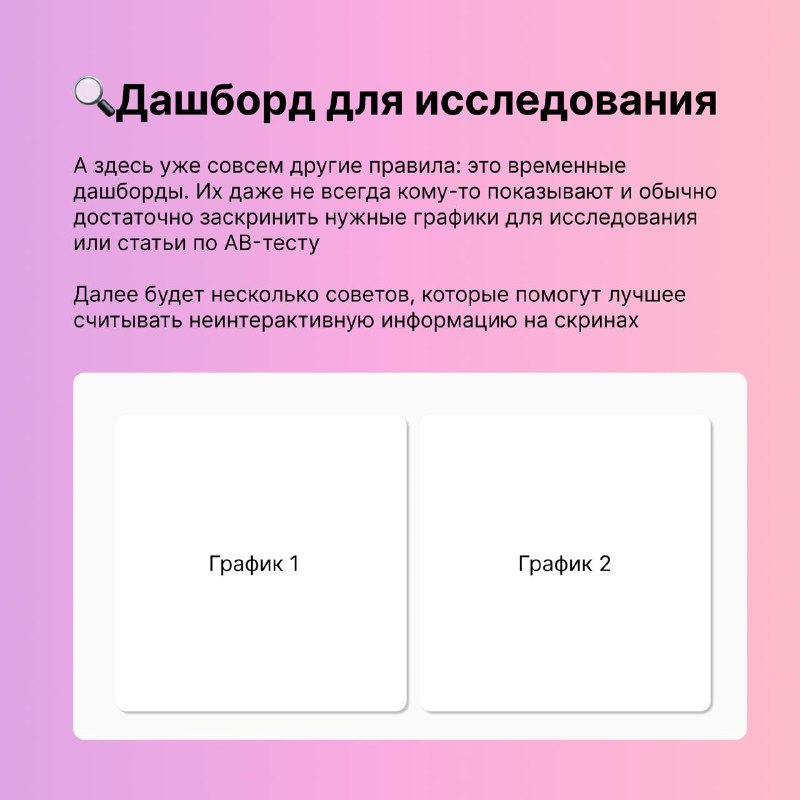 Дашборд для исследования
А здесь уже совсем другие правила: это временные
дашборды. Их даже не всегда кому-то показывают и обычно
достаточно заскринить нужные графики для исследования
или статьи по АВ-тесту
Далее будет несколько советов, которые помогут лучшее
считывать неинтерактивную информацию на скринах
График 1
График 2